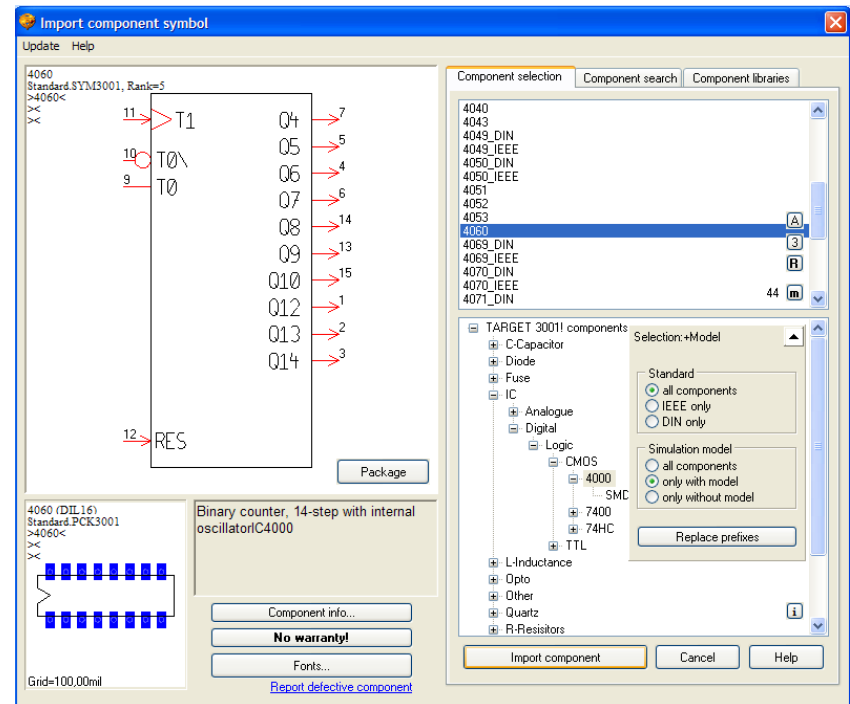 Import component symbol
Update Help
4060
Standard.SYM3001, Rank=5
>4060<
><
><
11 T1 Q4 7
Q5 5
10 T0\ Q6 4
9 T0 Q7 6
Q8 14
Q9 13
Q10 15
Q12 1
Q13 2
Q14 3
12 RES
Package
4060 (DIL16)
Standard.PCK3001
>4060<
><
><
Grid=100,00mil
Binary counter, 14-step with internal
oscillatorIC4000
Component info...
No warranty!
Fonts...
Report defective component
Component selection Component search Component libraries
4040
4043
4049_DIN
4049_IEEE
4050_DIN
4050_IEEE
4051
4052
4053
4060
4069_DIN
4069_IEEE
4070_DIN
4070_IEEE
4071_DIN
A
3
R
44 m
TARGET 3001! components
C-Capacitor
Diode
Fuse
IC
Analogue
Digital
Logic
CMOS
4000
SMD
7400
74HC
TTL
L-Inductance
Opto
Other
Quartz
R-Resisitors
Selection:+Model
Standard
all components
IEEE only
DIN only
Simulation model
all components
only with model
only without model
Replace prefixes
i
Import component Cancel Help